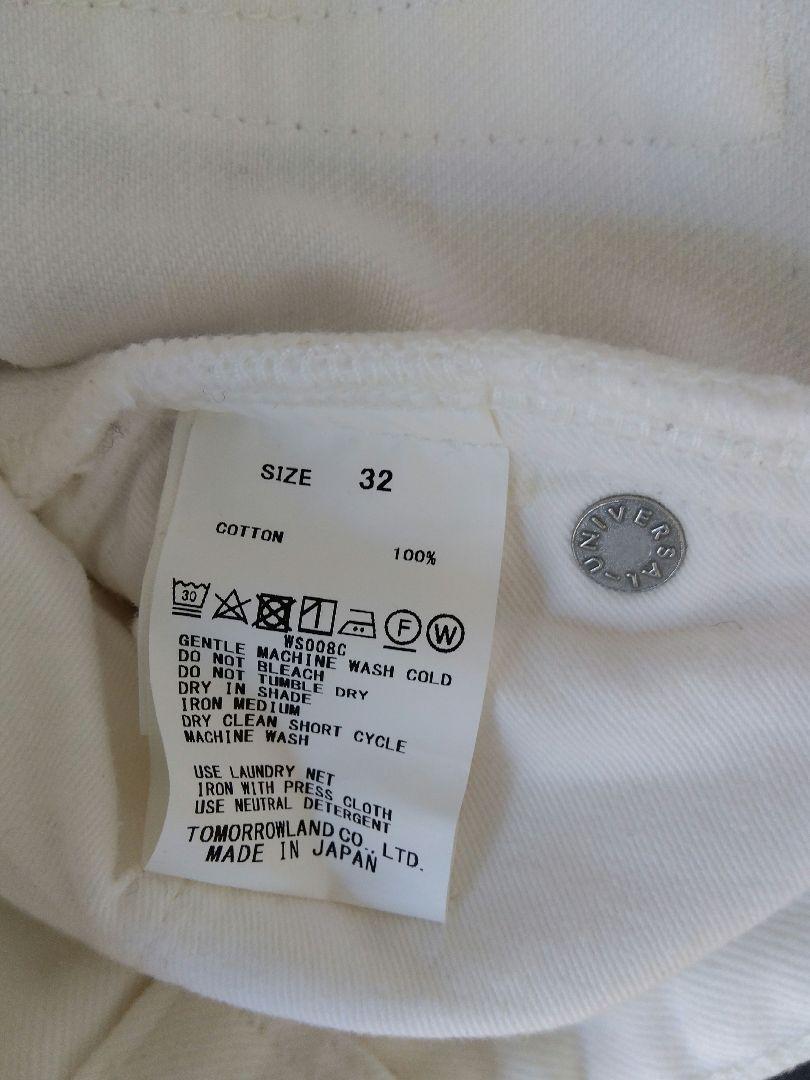 SIZE 32
COTTON
100%
30 F W
WS008C
GENTLE MACHINE WASH COLD
DO NOT BLEACH
DO NOT TUMBLE DRY
DRY IN SHADE
IRON MEDIUM
DRY CLEAN SHORT CYCLE
MACHINE WASH
USE LAUNDRY NET
IRON WITH PRESS CLOTH
USE NEUTRAL DETERGENT
TOMORROWLAND CO., LTD.
MADE IN JAPAN
UNIVERSAL